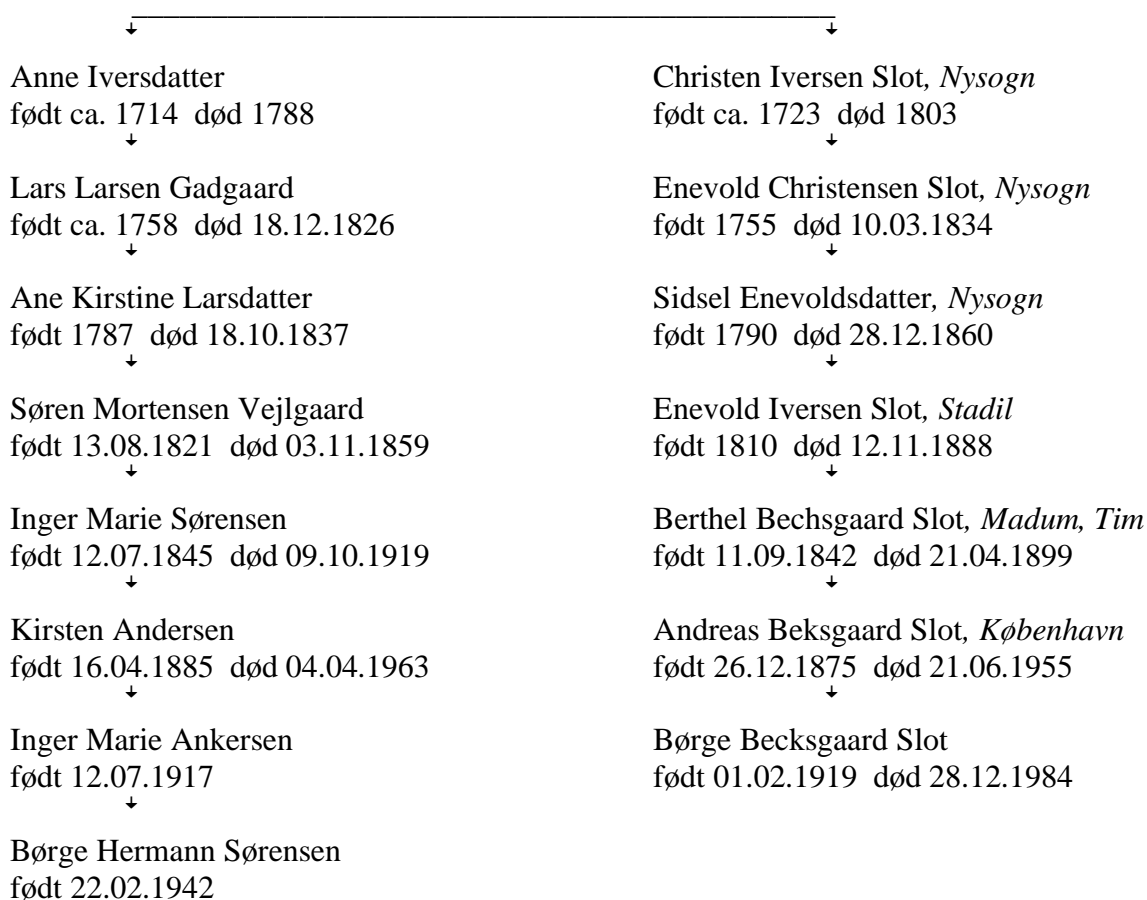 Anne Iversdatter
født ca. 1714 død 1788
Lars Larsen Gadgaard
født ca. 1758 død 18.12.1826
Ane Kirstine Larsdatter
født 1787 død 18.10.1837
Søren Mortensen Vejlgaard
født 13.08.1821 død 03.11.1859
Inger Marie Sørensen
født 12.07.1845 død 09.10.1919
Kirsten Andersen
født 16.04.1885 død 04.04.1963
Inger Marie Ankersen
født 12.07.1917
Børge Hermann Sørensen
født 22.02.1942
Christen Iversen Slot, Nysogn
født ca. 1723 død 1803
Enevold Christensen Slot, Nysogn
født 1755 død 10.03.1834
Sidsel Enevoldsdatter, Nysogn
født 1790 død 28.12.1860
Enevold Iversen Slot, Stadil
født 1810 død 12.11.1888
Berthel Bechsgaard Slot, Madum, Tim
født 11.09.1842 død 21.04.1899
Andreas Beksgaard Slot, København
født 26.12.1875 død 21.06.1955
Børge Becksgaard Slot
født 01.02.1919 død 28.12.1984